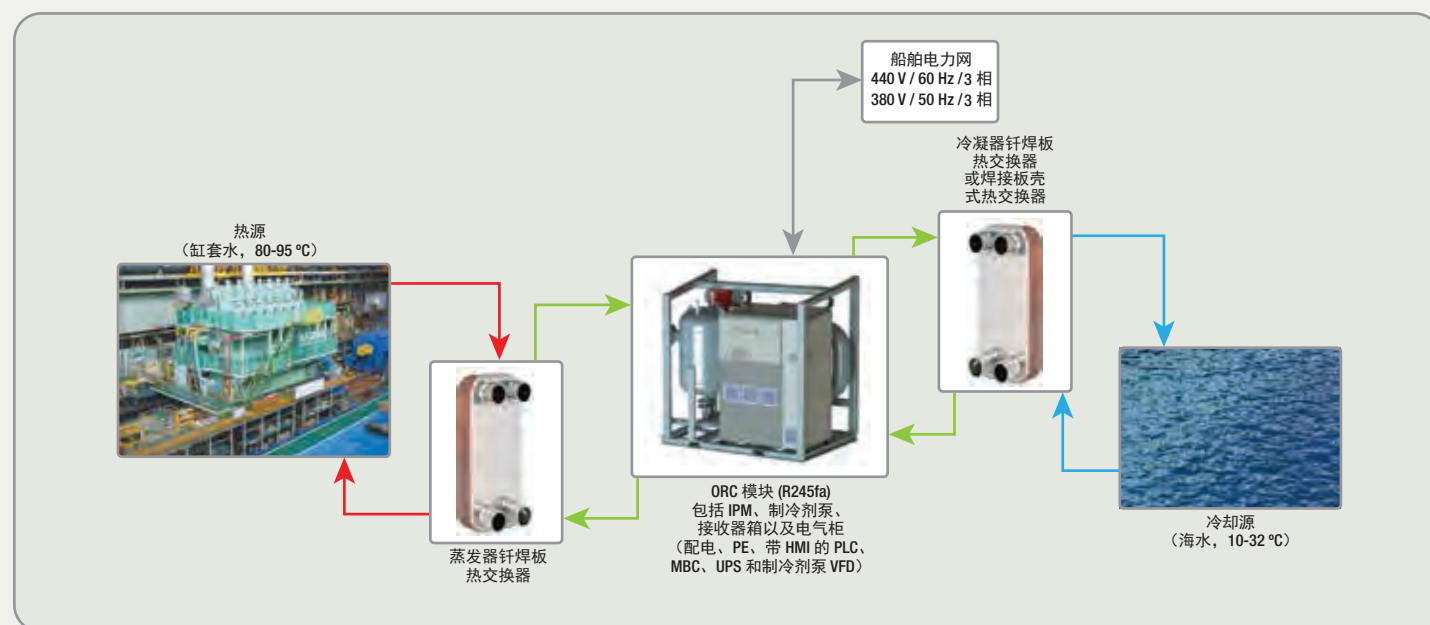 船舶电力网
440 V / 60 Hz /3 相
380 V / 50 Hz /3 相
冷凝器钎焊板
热交换器
或焊接板壳
式热交换器
热源
（缸套水，80-95 ºC）
ORC 模块 (R245fa)
包括 IPM、制冷剂泵、
接收器箱以及电气柜
（配电、PE、带 HMI 的 PLC、
MBC、UPS 和制冷剂泵 VFD）
蒸发器钎焊板
热交换器
冷却源
（海水，10-32 ºC）